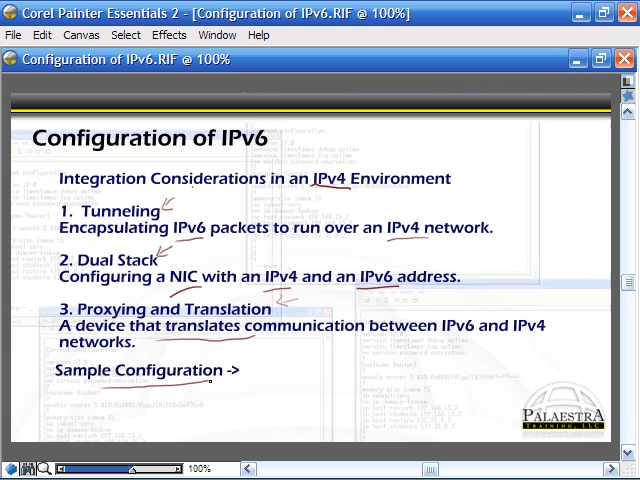 Corel Painter Essentials 2 - [Configuration of IPv6.RIF @ 100%]
File Edit Canvas Select Effects Window Help
Configuration of IPv6.RIF @ 100%
Configuration of IPv6
Integration Considerations in an IPv4 Environment
1. Tunneling
Encapsulating IPv6 packets to run over an IPv4 network.
2. Dual Stack
Configuring a NIC with an IPv4 and an IPv6 address.
3. Proxying and Translation
A device that translates communication between IPv6 and IPv4
networks.
Sample Configuration ->
PALAESTRA
TRAINING, LLC
100%